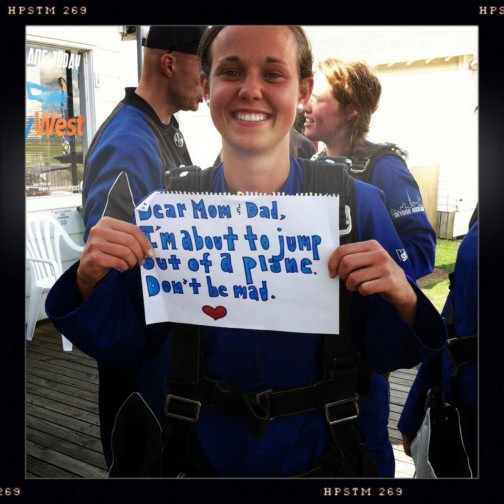 HPSTM 269
HPS
ADE TODAY
West
Dear Mom & Dad,
I'm about to jump
out of a plane.
Don't be mad.
269
HPSTM 269